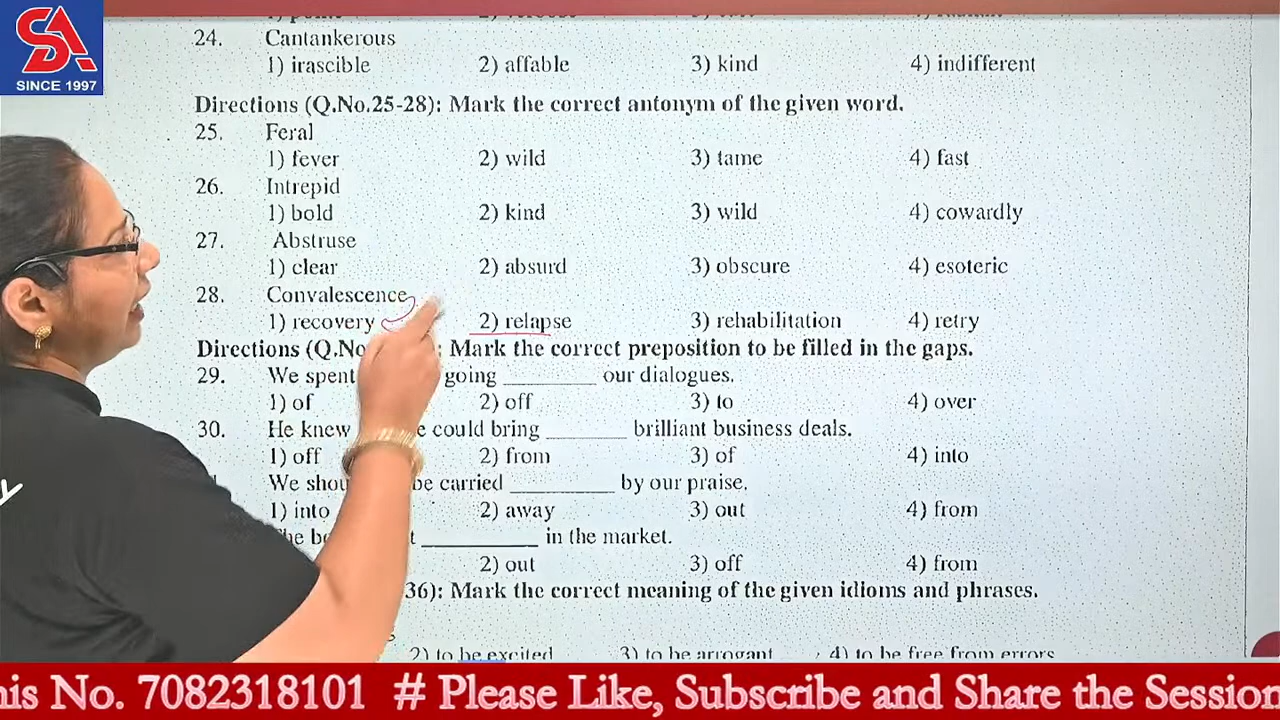 SA
SINCE 1997
24. Cantankerous
1) irascible 2) affable 3) kind 4) indifferent
Directions (Q.No.25-28): Mark the correct antonym of the given word.
25. Feral
1) fever 2) wild 3) tame 4) fast
26. Intrepid
1) bold 2) kind 3) wild 4) cowardly
27. Abstruse
1) clear 2) absurd 3) obscure 4) esoteric
28. Convalescence
1) recovery 2) relapse 3) rehabilitation 4) retry
Directions (Q.No : Mark the correct preposition to be filled in the gaps.
29. We spent going ________ our dialogues.
1) of 2) off 3) to 4) over
30. He knew could bring _______ brilliant business deals.
1) off 2) from 3) of 4) into
We shou be carried _________ by our praise.
1) into 2) away 3) out 4) from
__________ in the market.
2) out 3) off 4) from
36): Mark the correct meaning of the given idioms and phrases.
2) to be excited 3) to be arrogant 4) to be free from errors
his No. 7082318101 # Please Like, Subscribe and Share the Session